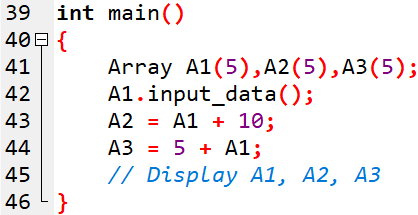 39 int main()
40 {
41 Array A1(5),A2(5),A3(5);
42 A1.input_data();
43 A2 = A1 + 10;
44 A3 = 5 + A1;
45 // Display A1, A2, A3
46 }